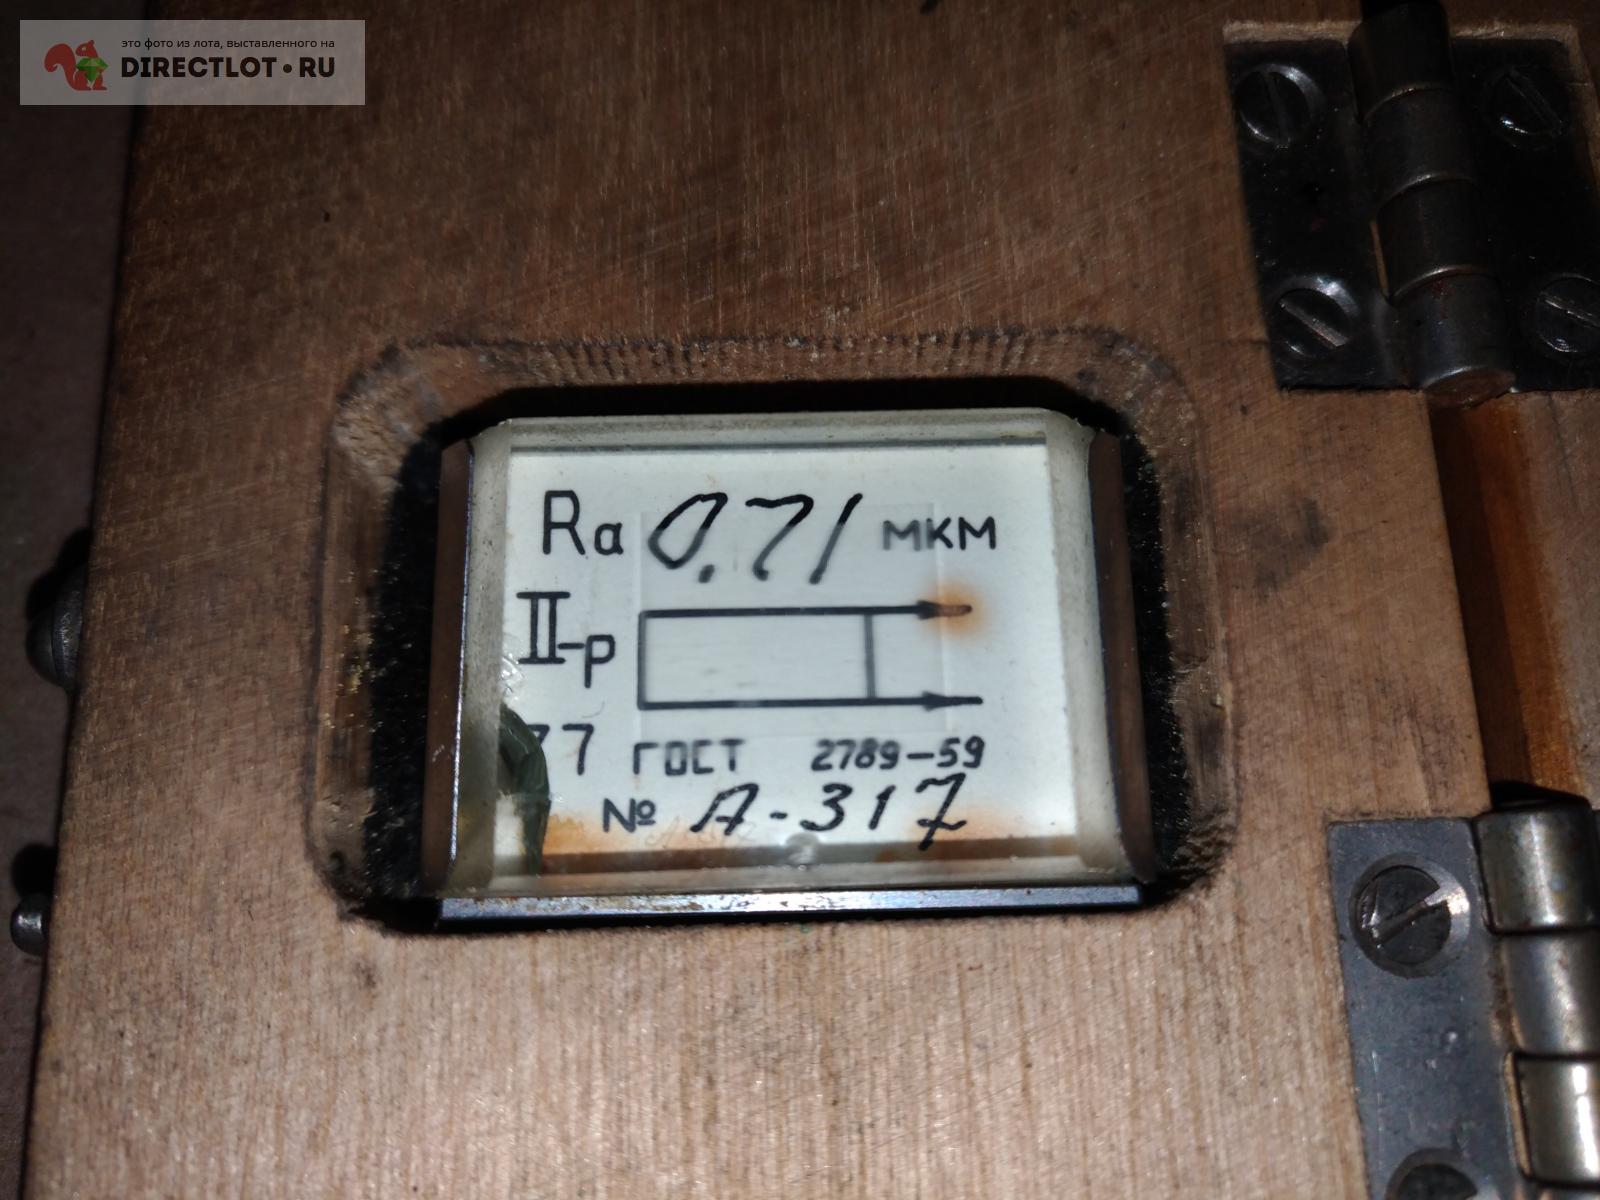 это фото из лота, выставленного на
DIRECTLOT•RU
Ra 0.71 мкм
II-р
77 ГОСТ 2789-59
№ А-317